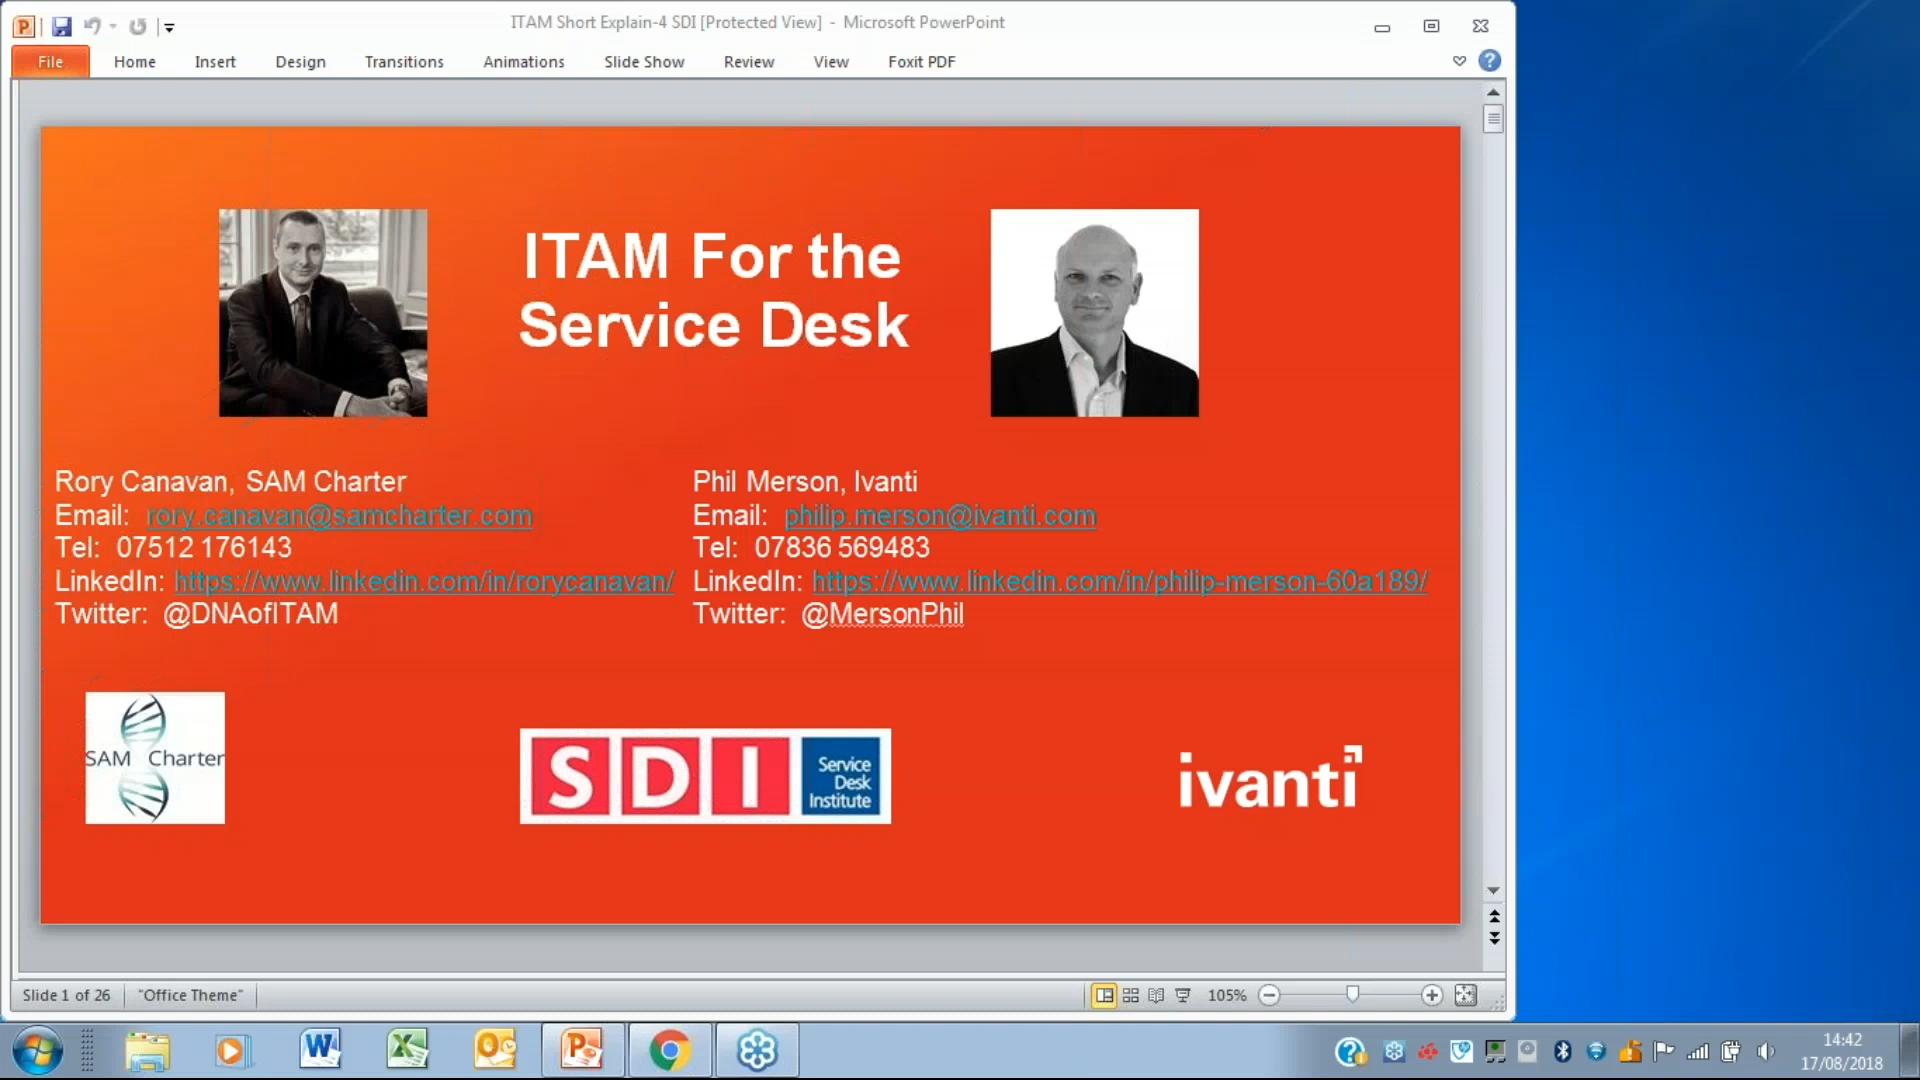 ITAM Short Explain-4 SDI [Protected View] - Microsoft PowerPoint
File Home Insert Design Transitions Animations Slide Show Review View Foxit PDF
ITAM For the
Service Desk
Rory Canavan, SAM Charter
Email: rory.canavan@samcharter.com
Tel: 07512 176143
LinkedIn: https://www.linkedin.com/in/rorycanavan/
Twitter: @DNAofITAM
Phil Merson, Ivanti
Email: philip.merson@ivanti.com
Tel: 07836 569483
LinkedIn: https://www.linkedin.com/in/philip-merson-60a189/
Twitter: @MersonPhil
SAM Charter
SDI
Service
Desk
Institute
ivanti
Slide 1 of 26 "Office Theme" 105%
14:42
17/08/2018